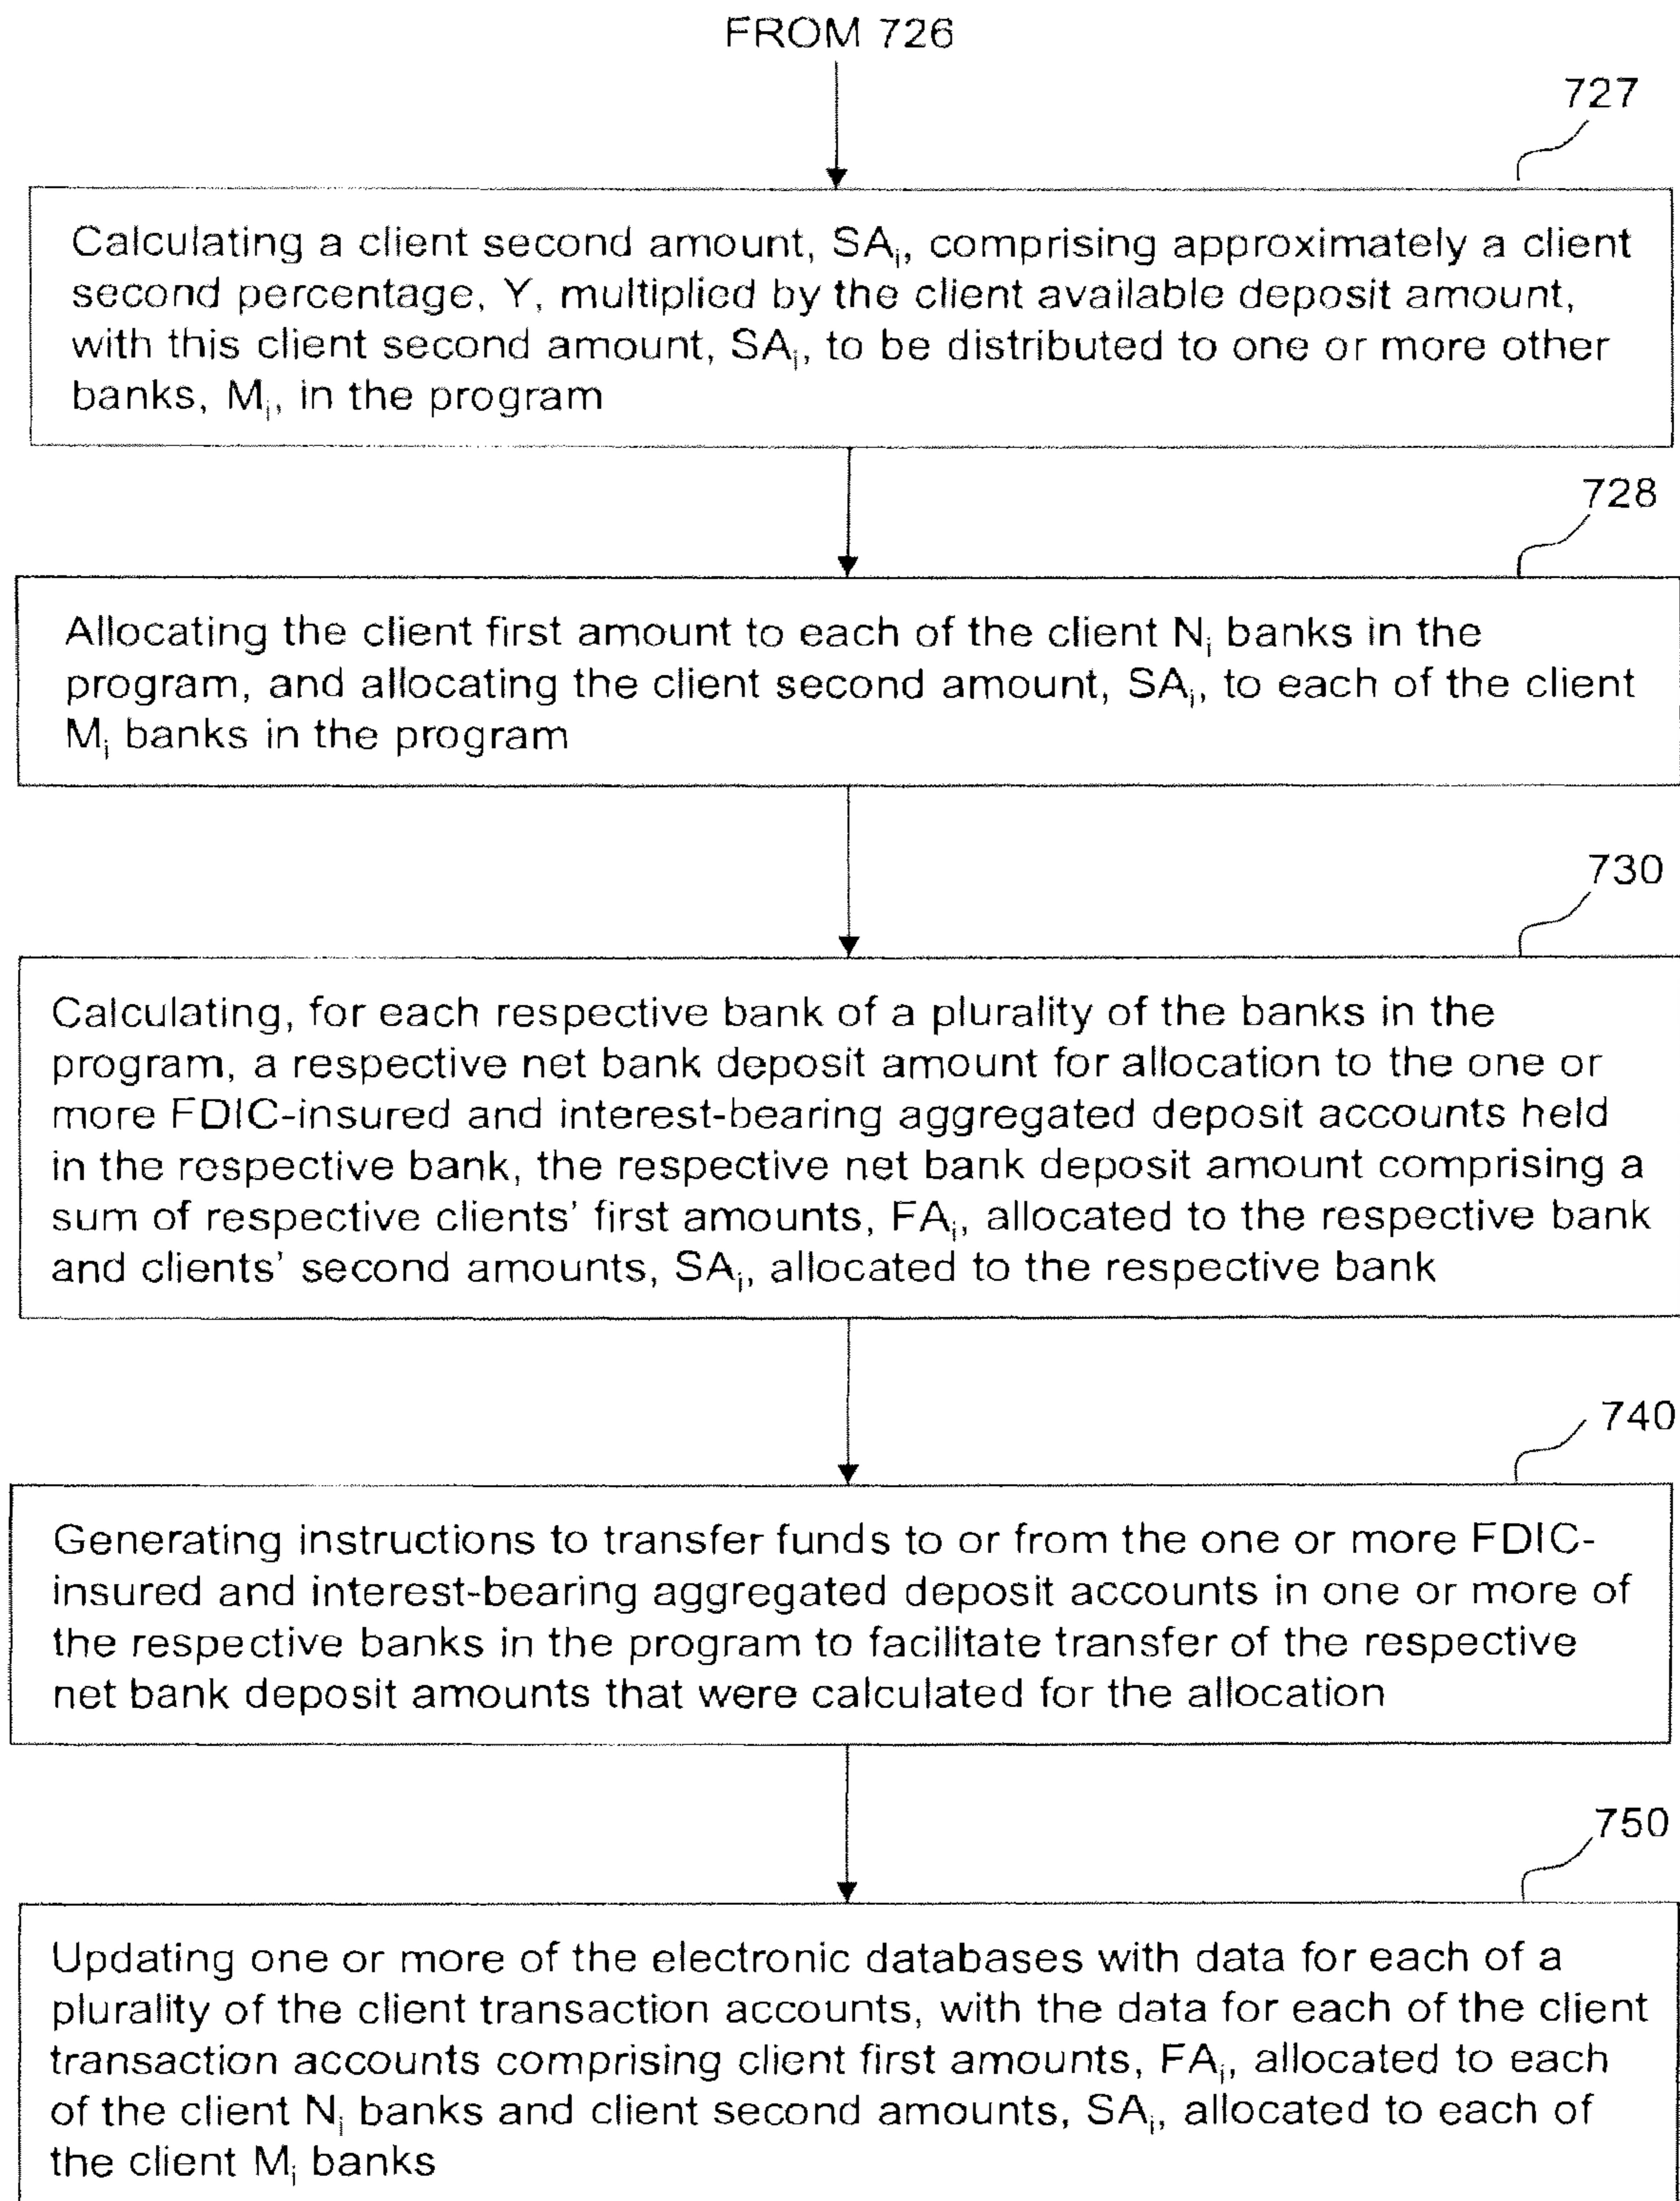 FROM 726
727
Calculating a client second amount, SAᵢ, comprising approximately a client
second percentage, Y, multiplied by the client available deposit amount,
with this client second amount, SAᵢ, to be distributed to one or more other
banks, Mᵢ, in the program
728
Allocating the client first amount to each of the client Nᵢ banks in the
program, and allocating the client second amount, SAᵢ, to each of the client
Mᵢ banks in the program
730
Calculating, for each respective bank of a plurality of the banks in the
program, a respective net bank deposit amount for allocation to the one or
more FDIC-insured and interest-bearing aggregated deposit accounts held
in the respective bank, the respective net bank deposit amount comprising a
sum of respective clients' first amounts, FAᵢ, allocated to the respective bank
and clients' second amounts, SAᵢ, allocated to the respective bank
740
Generating instructions to transfer funds to or from the one or more FDIC-
insured and interest-bearing aggregated deposit accounts in one or more of
the respective banks in the program to facilitate transfer of the respective
net bank deposit amounts that were calculated for the allocation
750
Updating one or more of the electronic databases with data for each of a
plurality of the client transaction accounts, with the data for each of the client
transaction accounts comprising client first amounts, FAᵢ, allocated to each
of the client Nᵢ banks and client second amounts, SAᵢ, allocated to each of
the client Mᵢ banks